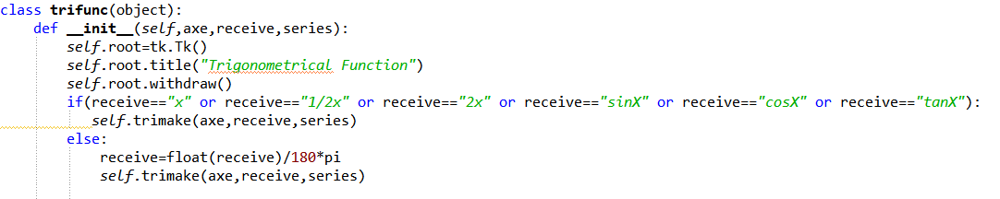 class trifunc(object):
    def __init__(self,axe,receive,series):
        self.root=tk.Tk()
        self.root.title("Trigonometrical Function")
        self.root.withdraw()
        if(receive=="x" or receive=="1/2x" or receive=="2x" or receive=="sinX" or receive=="cosX" or receive=="tanX"):
           self.trimake(axe,receive,series)
        else:
            receive=float(receive)/180*pi
            self.trimake(axe,receive,series)